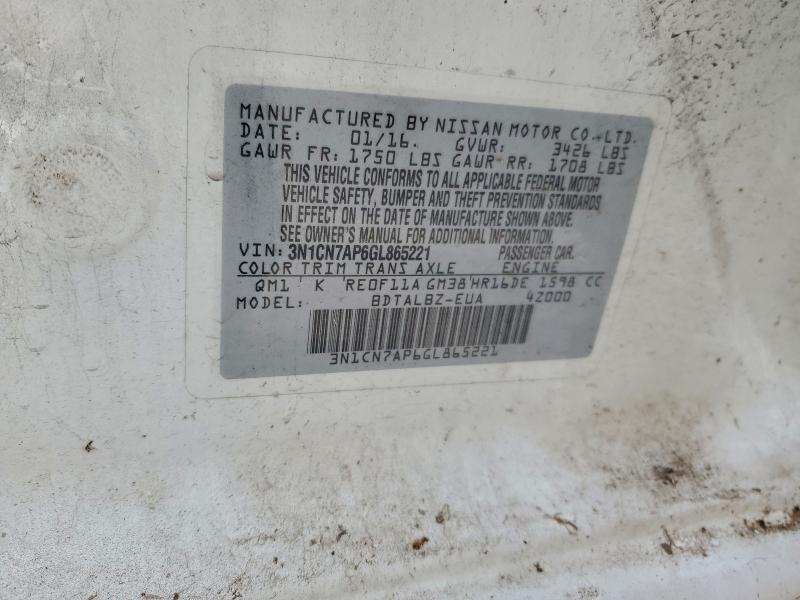 MANUFACTURED BY NISSAN MOTOR CO., LTD.
DATE: 01/16. GVWR: 3426 LBS
GAWR FR: 1750 LBS GAWR RR: 1708 LBS
THIS VEHICLE CONFORMS TO ALL APPLICABLE FEDERAL MOTOR
VEHICLE SAFETY, BUMPER AND THEFT PREVENTION STANDARDS
IN EFFECT ON THE DATE OF MANUFACTURE SHOWN ABOVE.
SEE OWNER'S MANUAL FOR ADDITIONAL INFORMATION.
VIN: 3N1CN7AP6GL865221 PASSENGER CAR.
COLOR TRIM TRANS AXLE ENGINE
QM1 K RE0F11A GM38 HR16DE 1598 CC
MODEL: BDTALBZ-EUA 4Z000
3N1CN7AP6GL865221